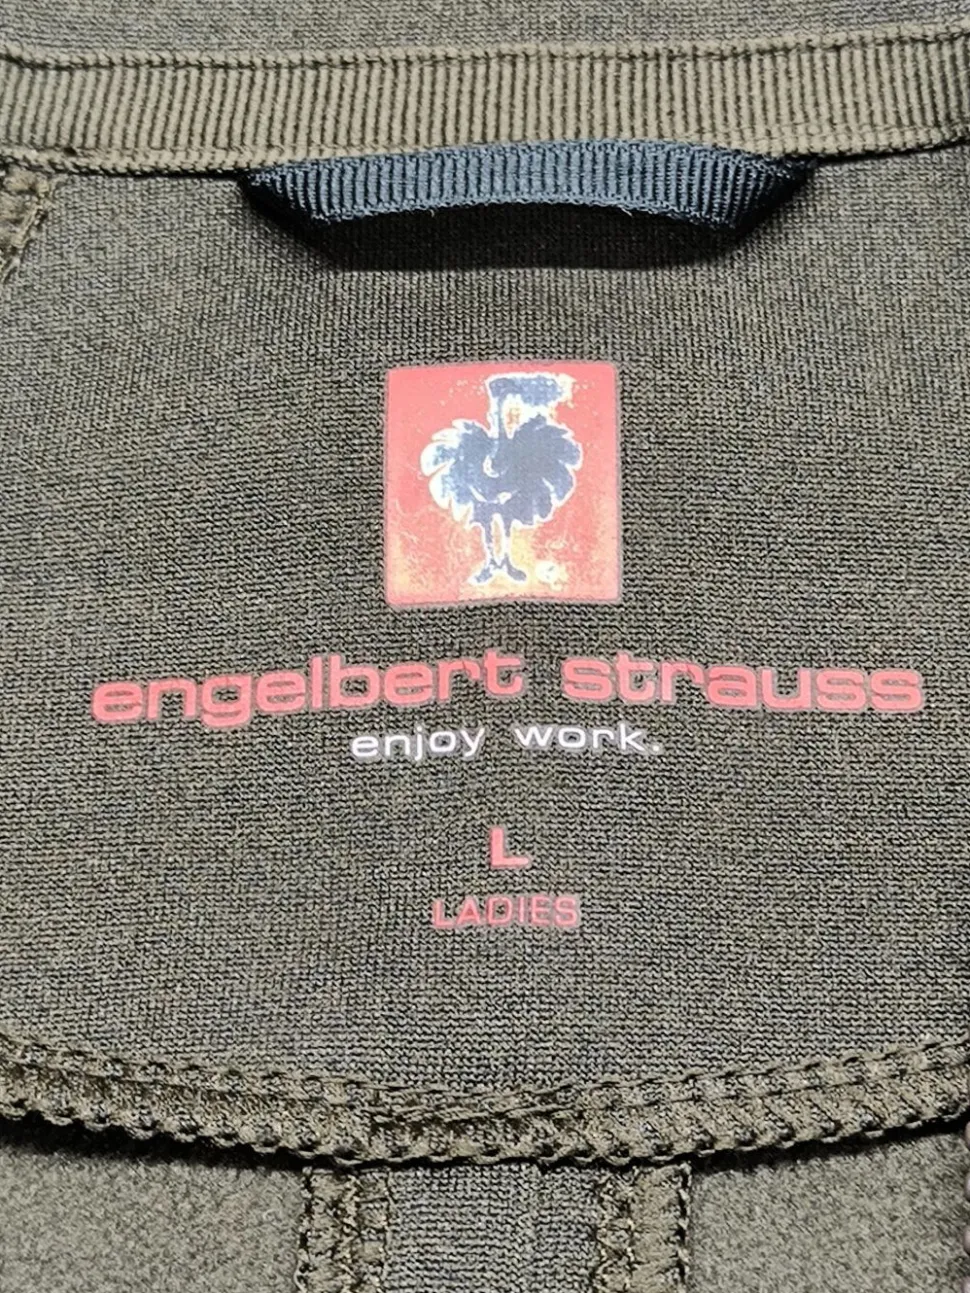 engelbert strauss
enjoy work.
L
LADIES